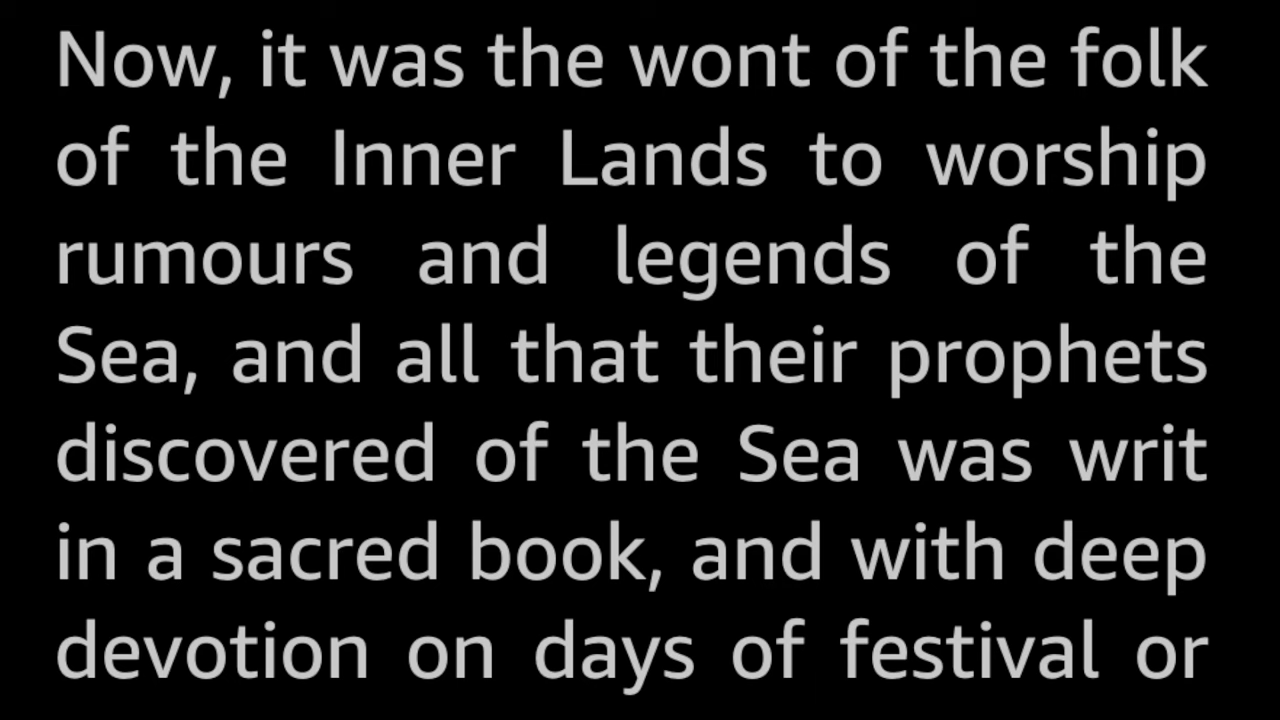 Now, it was the wont of the folk
of the Inner Lands to worship
rumours and legends of the
Sea, and all that their prophets
discovered of the Sea was writ
in a sacred book, and with deep
devotion on days of festival or